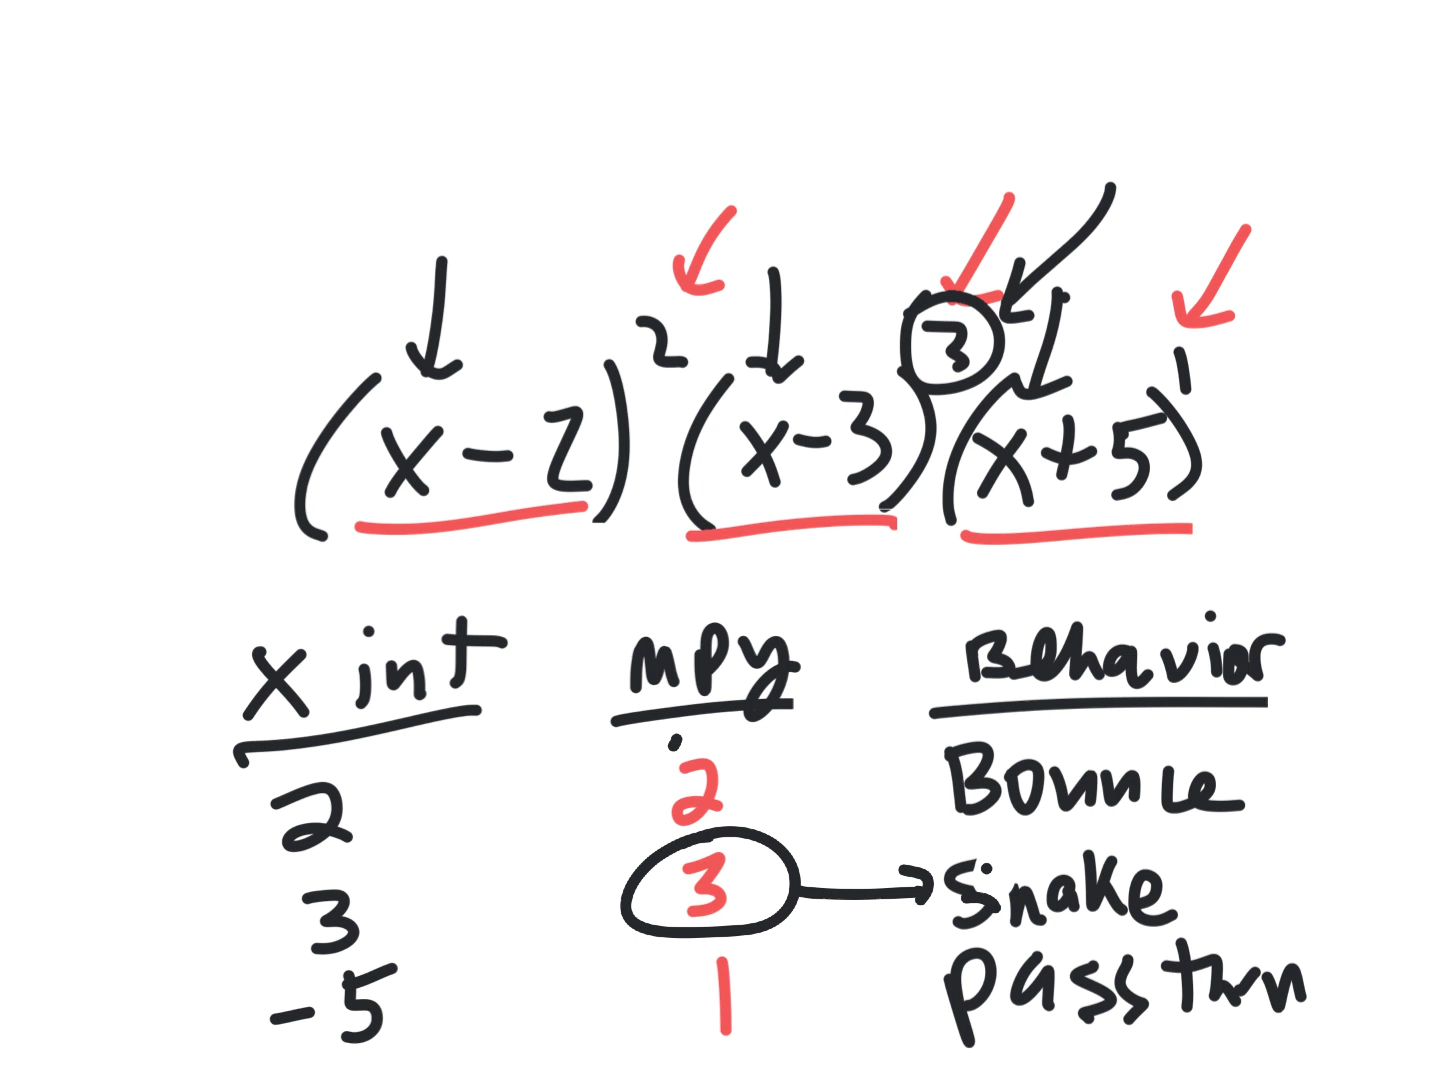 (x-2)² (x-3)³ (x+5)¹
x int mpy Behavior
2 2 Bounce
3 3 Snake
-5 1 pass thru